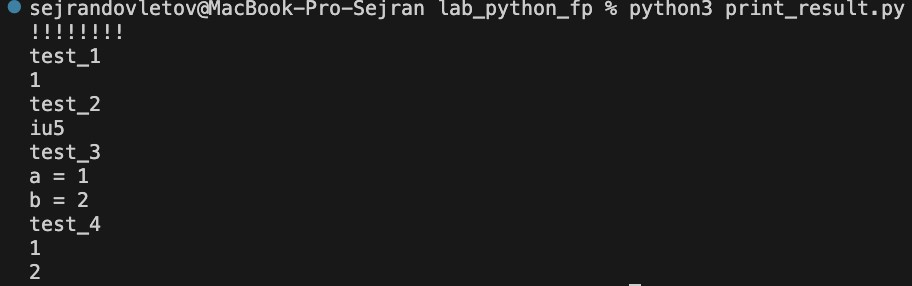 sejrandovletov@MacBook-Pro-Sejran lab_python_fp % python3 print_result.py
!!!!!!!!
test_1
1
test_2
iu5
test_3
a = 1
b = 2
test_4
1
2